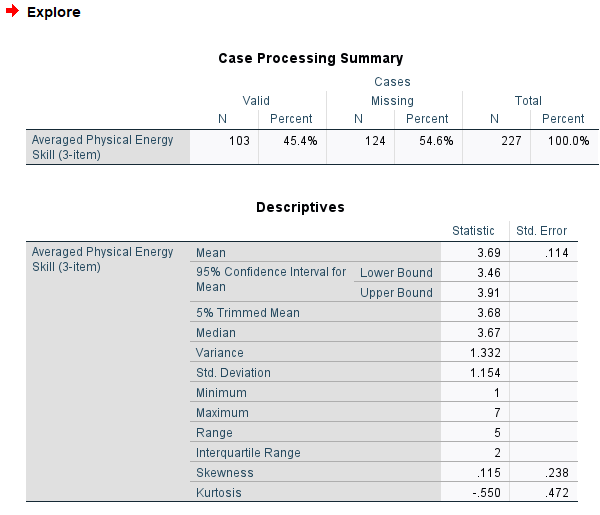 Explore
Case Processing Summary
Cases
Valid Missing Total
N Percent N Percent N Percent
Averaged Physical Energy Skill (3-item) 103 45.4% 124 54.6% 227 100.0%
Descriptives
Statistic Std. Error
Averaged Physical Energy Skill (3-item) Mean 3.69 .114
95% Confidence Interval for Mean Lower Bound 3.46
Upper Bound 3.91
5% Trimmed Mean 3.68
Median 3.67
Variance 1.332
Std. Deviation 1.154
Minimum 1
Maximum 7
Range 5
Interquartile Range 2
Skewness .115 .238
Kurtosis -.550 .472